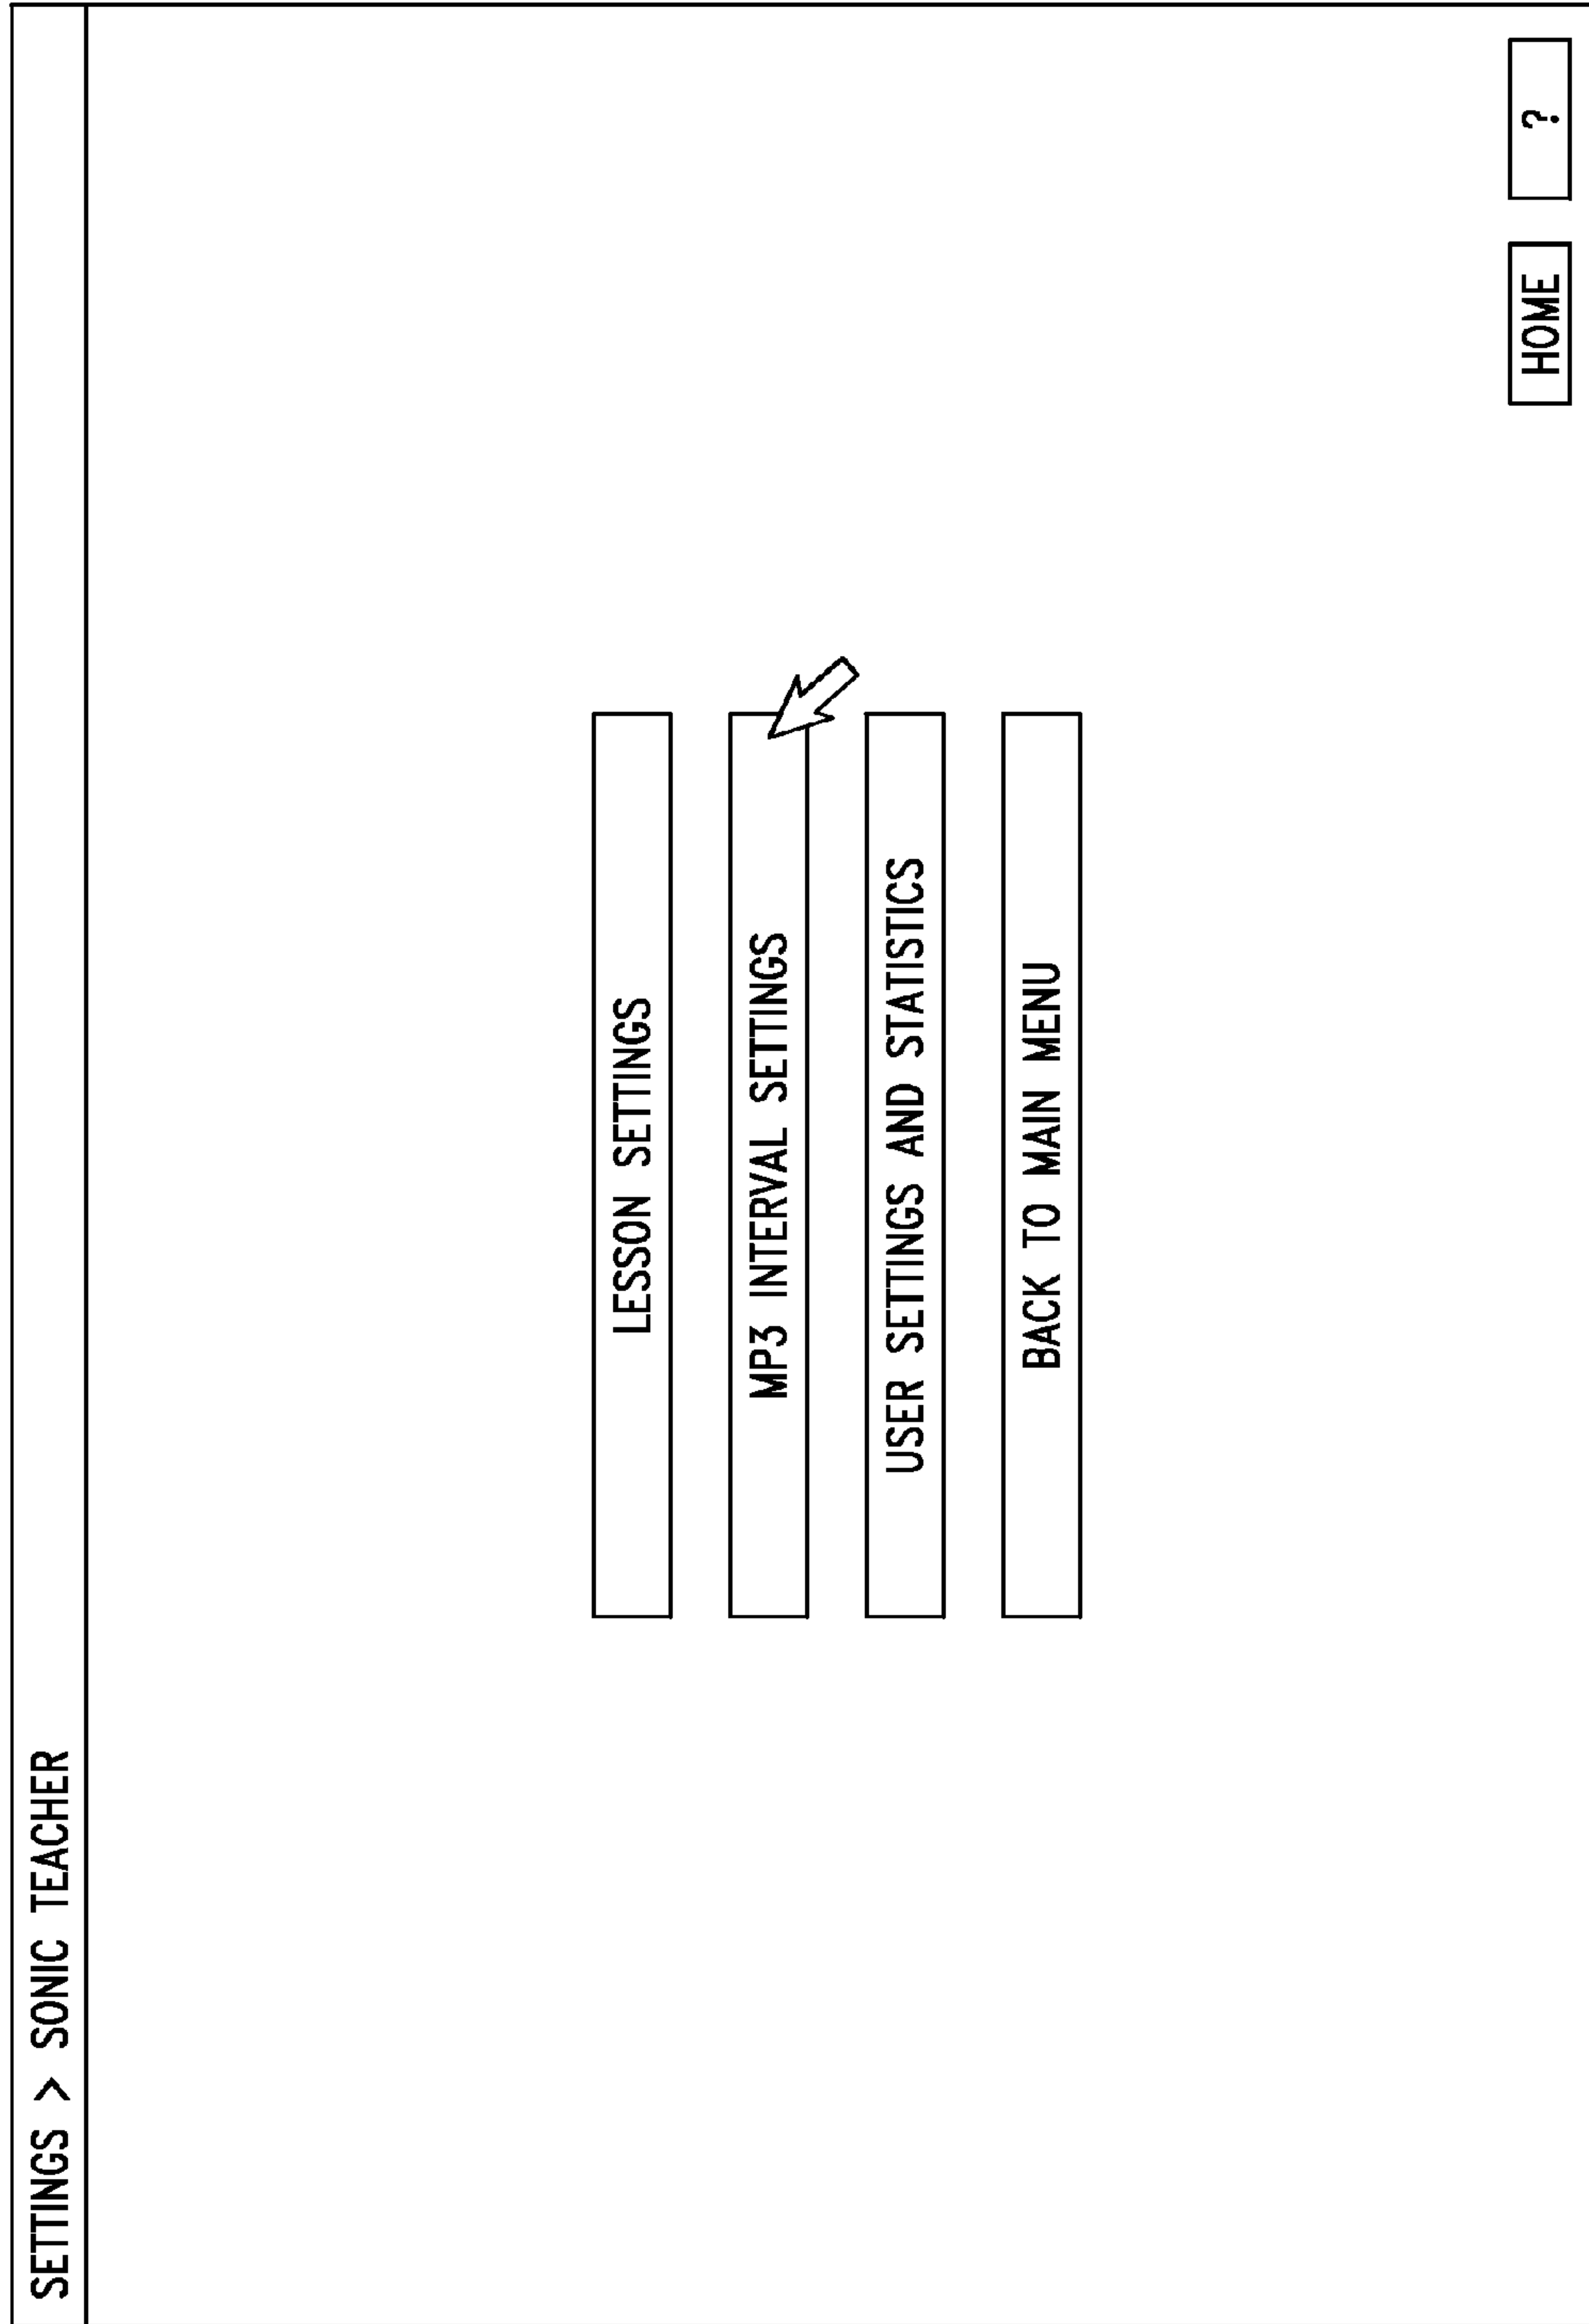 SETTINGS > SONIC TEACHER
LESSON SETTINGS
MP3 INTERVAL SETTINGS
USER SETTINGS AND STATISTICS
BACK TO MAIN MENU
HOME ?